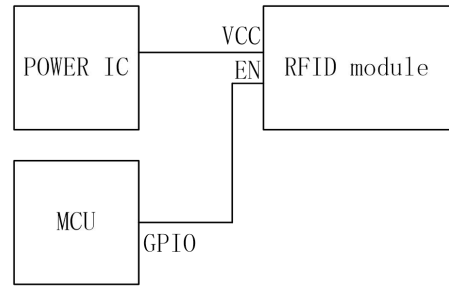 VCC
POWER IC
EN
RFID module
MCU
GPIO